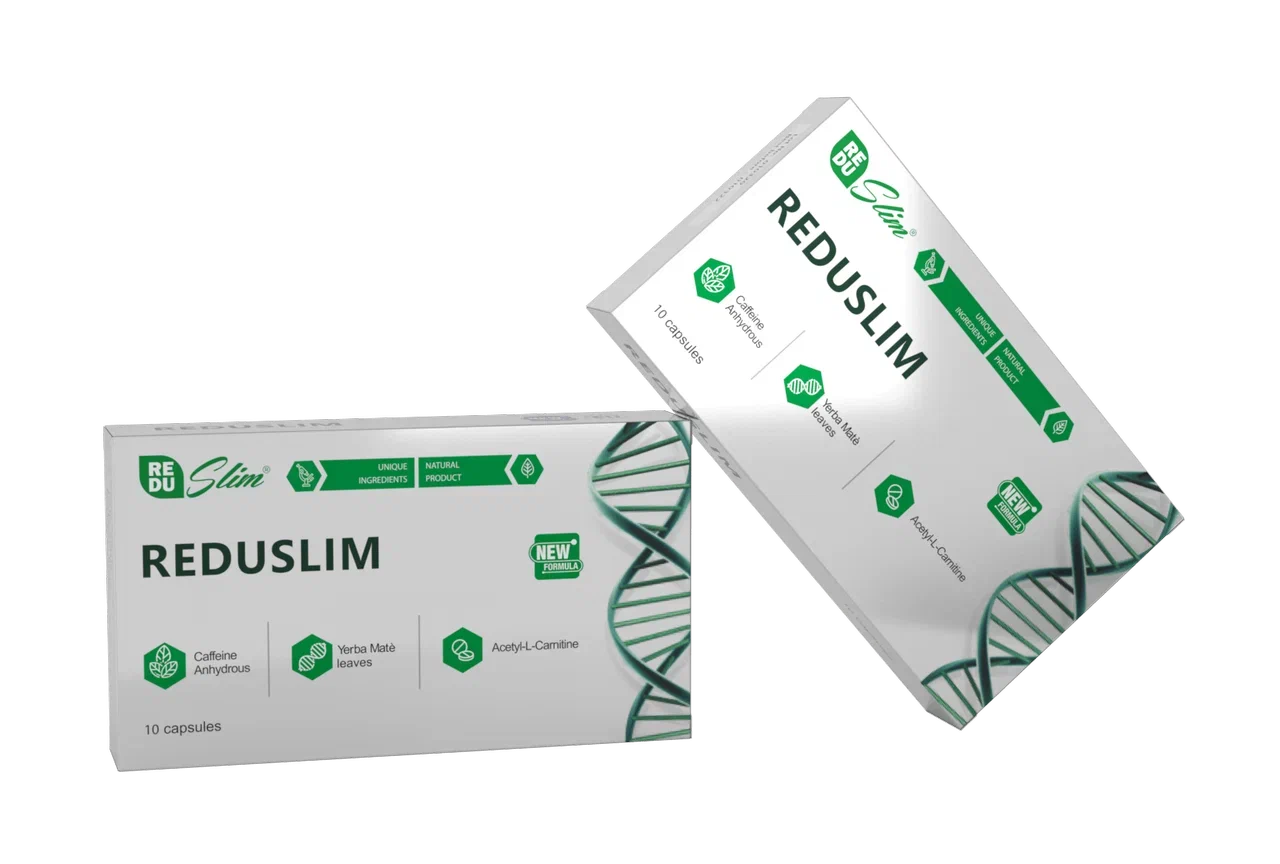 RE
DU
Slim®
UNIQUE
INGREDIENTS
NATURAL
PRODUCT
REDUSLIM
NEW
FORMULA
Caffeine
Anhydrous
Yerba Matè
leaves
Acetyl-L-Carnitine
10 capsules
REDUSLIM
RE
DU
Slim®
UNIQUE
INGREDIENTS
NATURAL
PRODUCT
REDUSLIM
NEW
FORMULA
Caffeine
Anhydrous
Yerba Matè
leaves
Acetyl-L-Carnitine
10 capsules
REDUSLIM